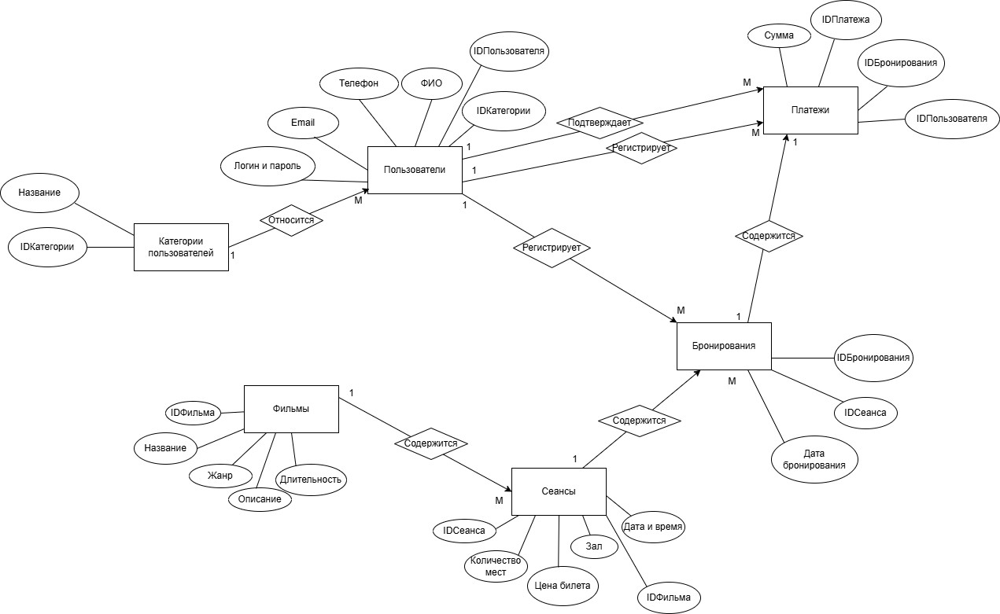 IDПлатежа
Сумма
IDПользователя
IDБронирования
Телефон
ФИО
М
IDКатегории
Платежи
IDПользователя
Email
Подтверждает
М
1
Регистрирует
1
Логин и пароль
Пользователи
1
Название
М
1
Относится
Категории
пользователей
IDКатегории
1
Регистрирует
Содержится
М
1
Бронирования
IDБронирования
М
1
Фильмы
IDФильма
IDСеанса
Содержится
Название
Содержится
1
Дата
бронирования
Жанр
Длительность
Описание
Сеансы
М
IDСеанса
Дата и время
Зал
Количество
мест
Цена билета
IDФильма